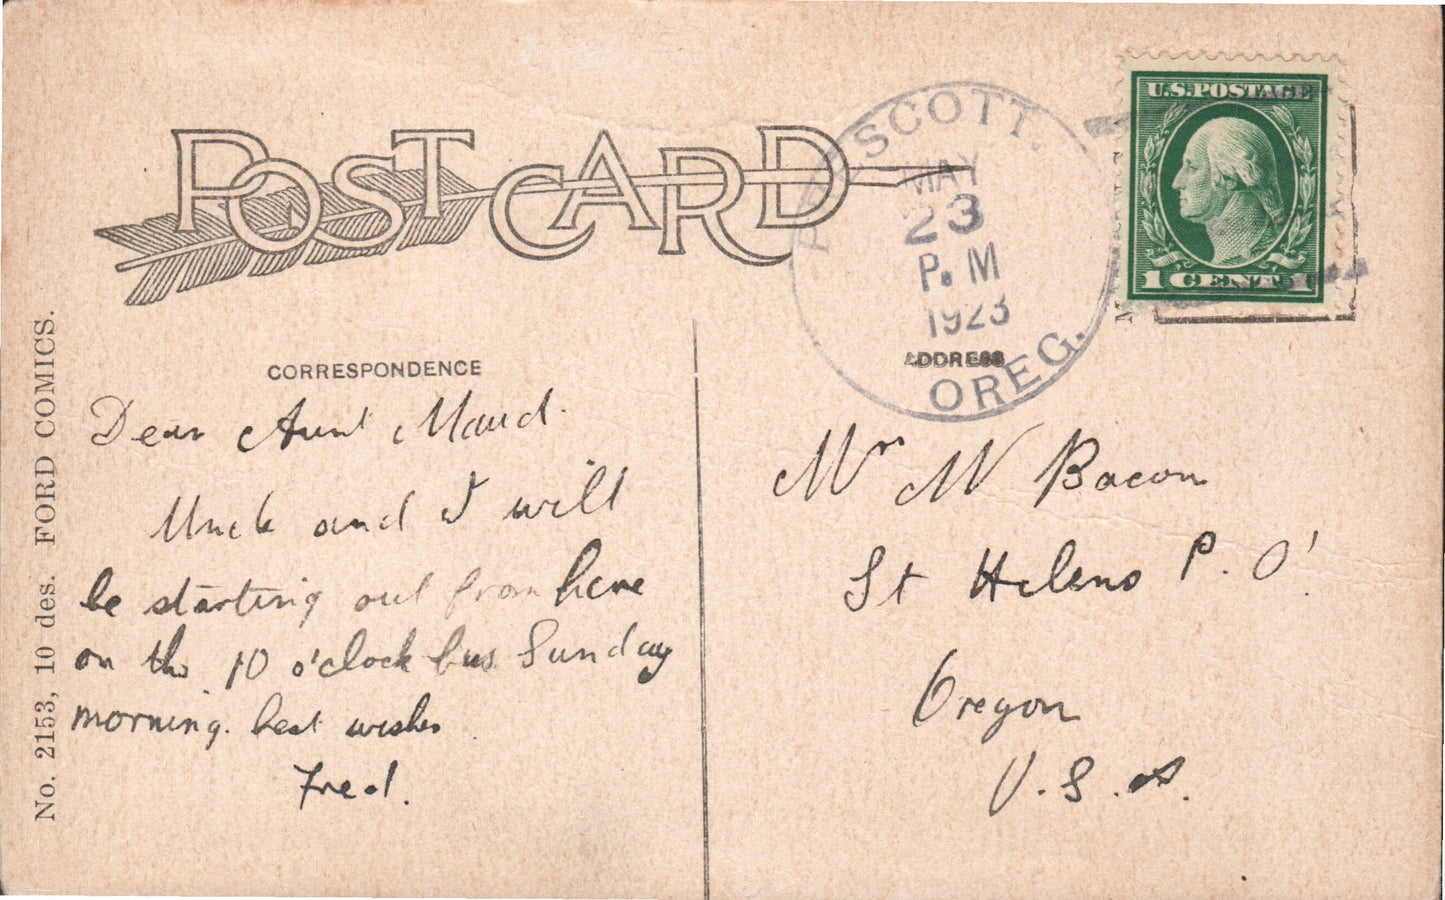 POST CARD
PRESCOTT.
MAY
23
P.M
1923
OREG.
U.S.POSTAGE
1 CENT 1
CORRESPONDENCE
ADDRESS
Dear Aunt Maud.
Unck and I will
be starting out from here
on the 10 o'clock bus Sunday
morning. best wishes
Fred.
Mr W Bacon
St Helens P. O'
Oregon
U.S.A.
No. 2153, 10 des. FORD COMICS.